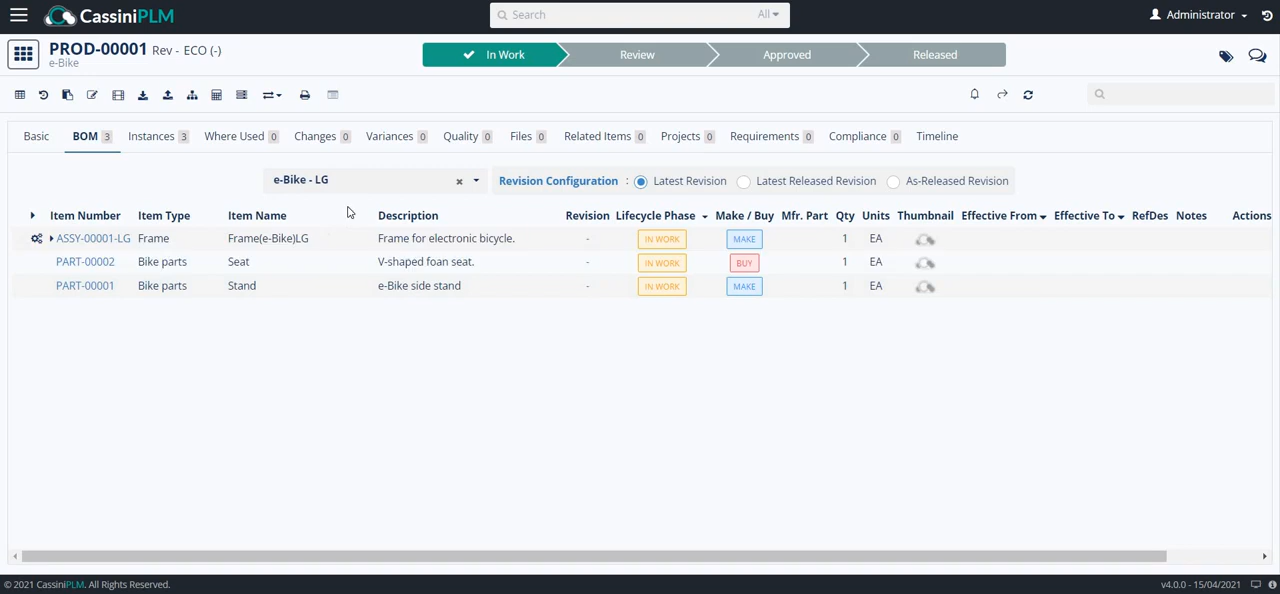 CassiniPLM Search All Administrator
PROD-00001 Rev - ECO (-)
e-Bike
In Work Review Approved Released
Basic BOM 3 Instances 3 Where Used 0 Changes 0 Variances 0 Quality 0 Files 0 Related Items 0 Projects 0 Requirements 0 Compliance 0 Timeline
e-Bike - LG × Revision Configuration : Latest Revision Latest Released Revision As-Released Revision
Item Number Item Type Item Name Description Revision Lifecycle Phase Make / Buy Mfr. Part Qty Units Thumbnail Effective From Effective To RefDes Notes Actions
ASSY-00001-LG Frame Frame(e-Bike)LG Frame for electronic bicycle. - IN WORK MAKE 1 EA
PART-00002 Bike parts Seat V-shaped foan seat. - IN WORK BUY 1 EA
PART-00001 Bike parts Stand e-Bike side stand - IN WORK MAKE 1 EA
© 2021 CassiniPLM. All Rights Reserved. v4.0.0 - 15/04/2021